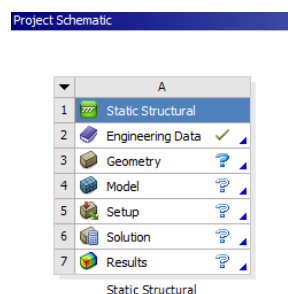 Project Schematic
A
1 Static Structural
2 Engineering Data
3 Geometry
4 Model
5 Setup
6 Solution
7 Results
Static Structural